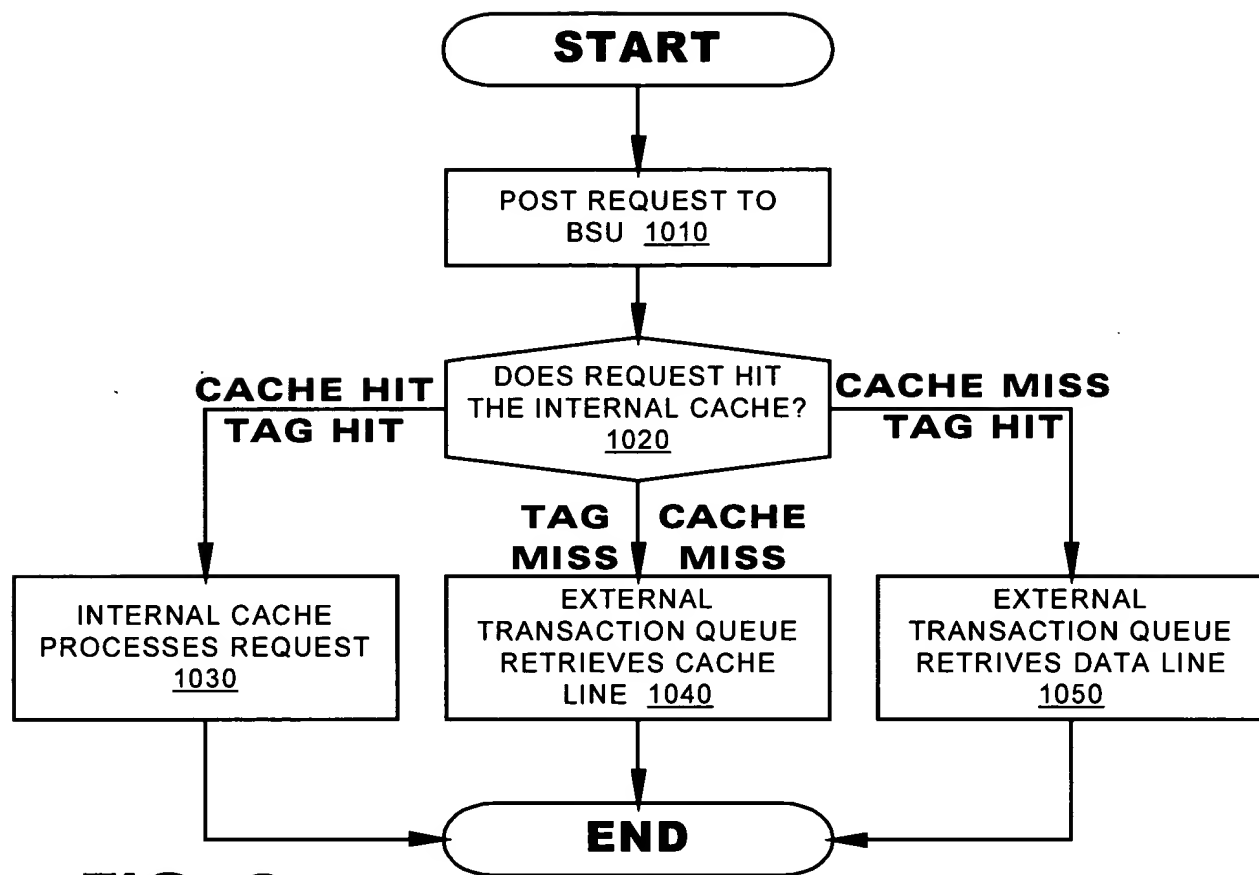 START
POST REQUEST TO
BSU 1010
DOES REQUEST HIT
THE INTERNAL CACHE?
1020
CACHE HIT
TAG HIT
CACHE MISS
TAG HIT
TAG
MISS
CACHE
MISS
INTERNAL CACHE
PROCESSES REQUEST
1030
EXTERNAL
TRANSACTION QUEUE
RETRIEVES CACHE
LINE 1040
EXTERNAL
TRANSACTION QUEUE
RETRIVES DATA LINE
1050
END